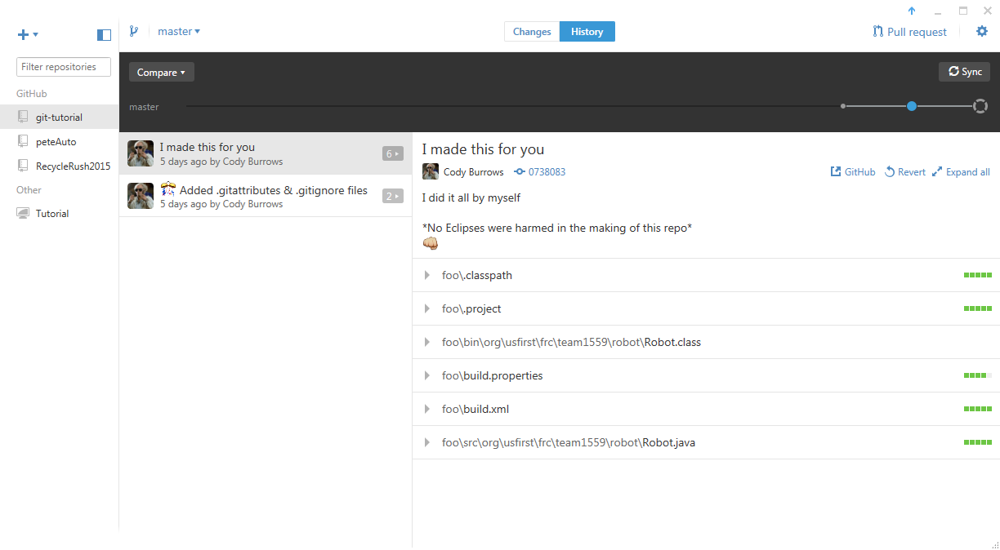 master
Changes
History
Pull request
Filter repositories
GitHub
git-tutorial
peteAuto
RecycleRush2015
Other
Tutorial
Compare
Sync
master
I made this for you
5 days ago by Cody Burrows
6
Added .gitattributes & .gitignore files
5 days ago by Cody Burrows
2
I made this for you
Cody Burrows 0738083
GitHub Revert Expand all
I did it all by myself
*No Eclipses were harmed in the making of this repo*
foo\.classpath
foo\.project
foo\bin\org\usfirst\frc\team1559\robot\Robot.class
foo\build.properties
foo\build.xml
foo\src\org\usfirst\frc\team1559\robot\Robot.java